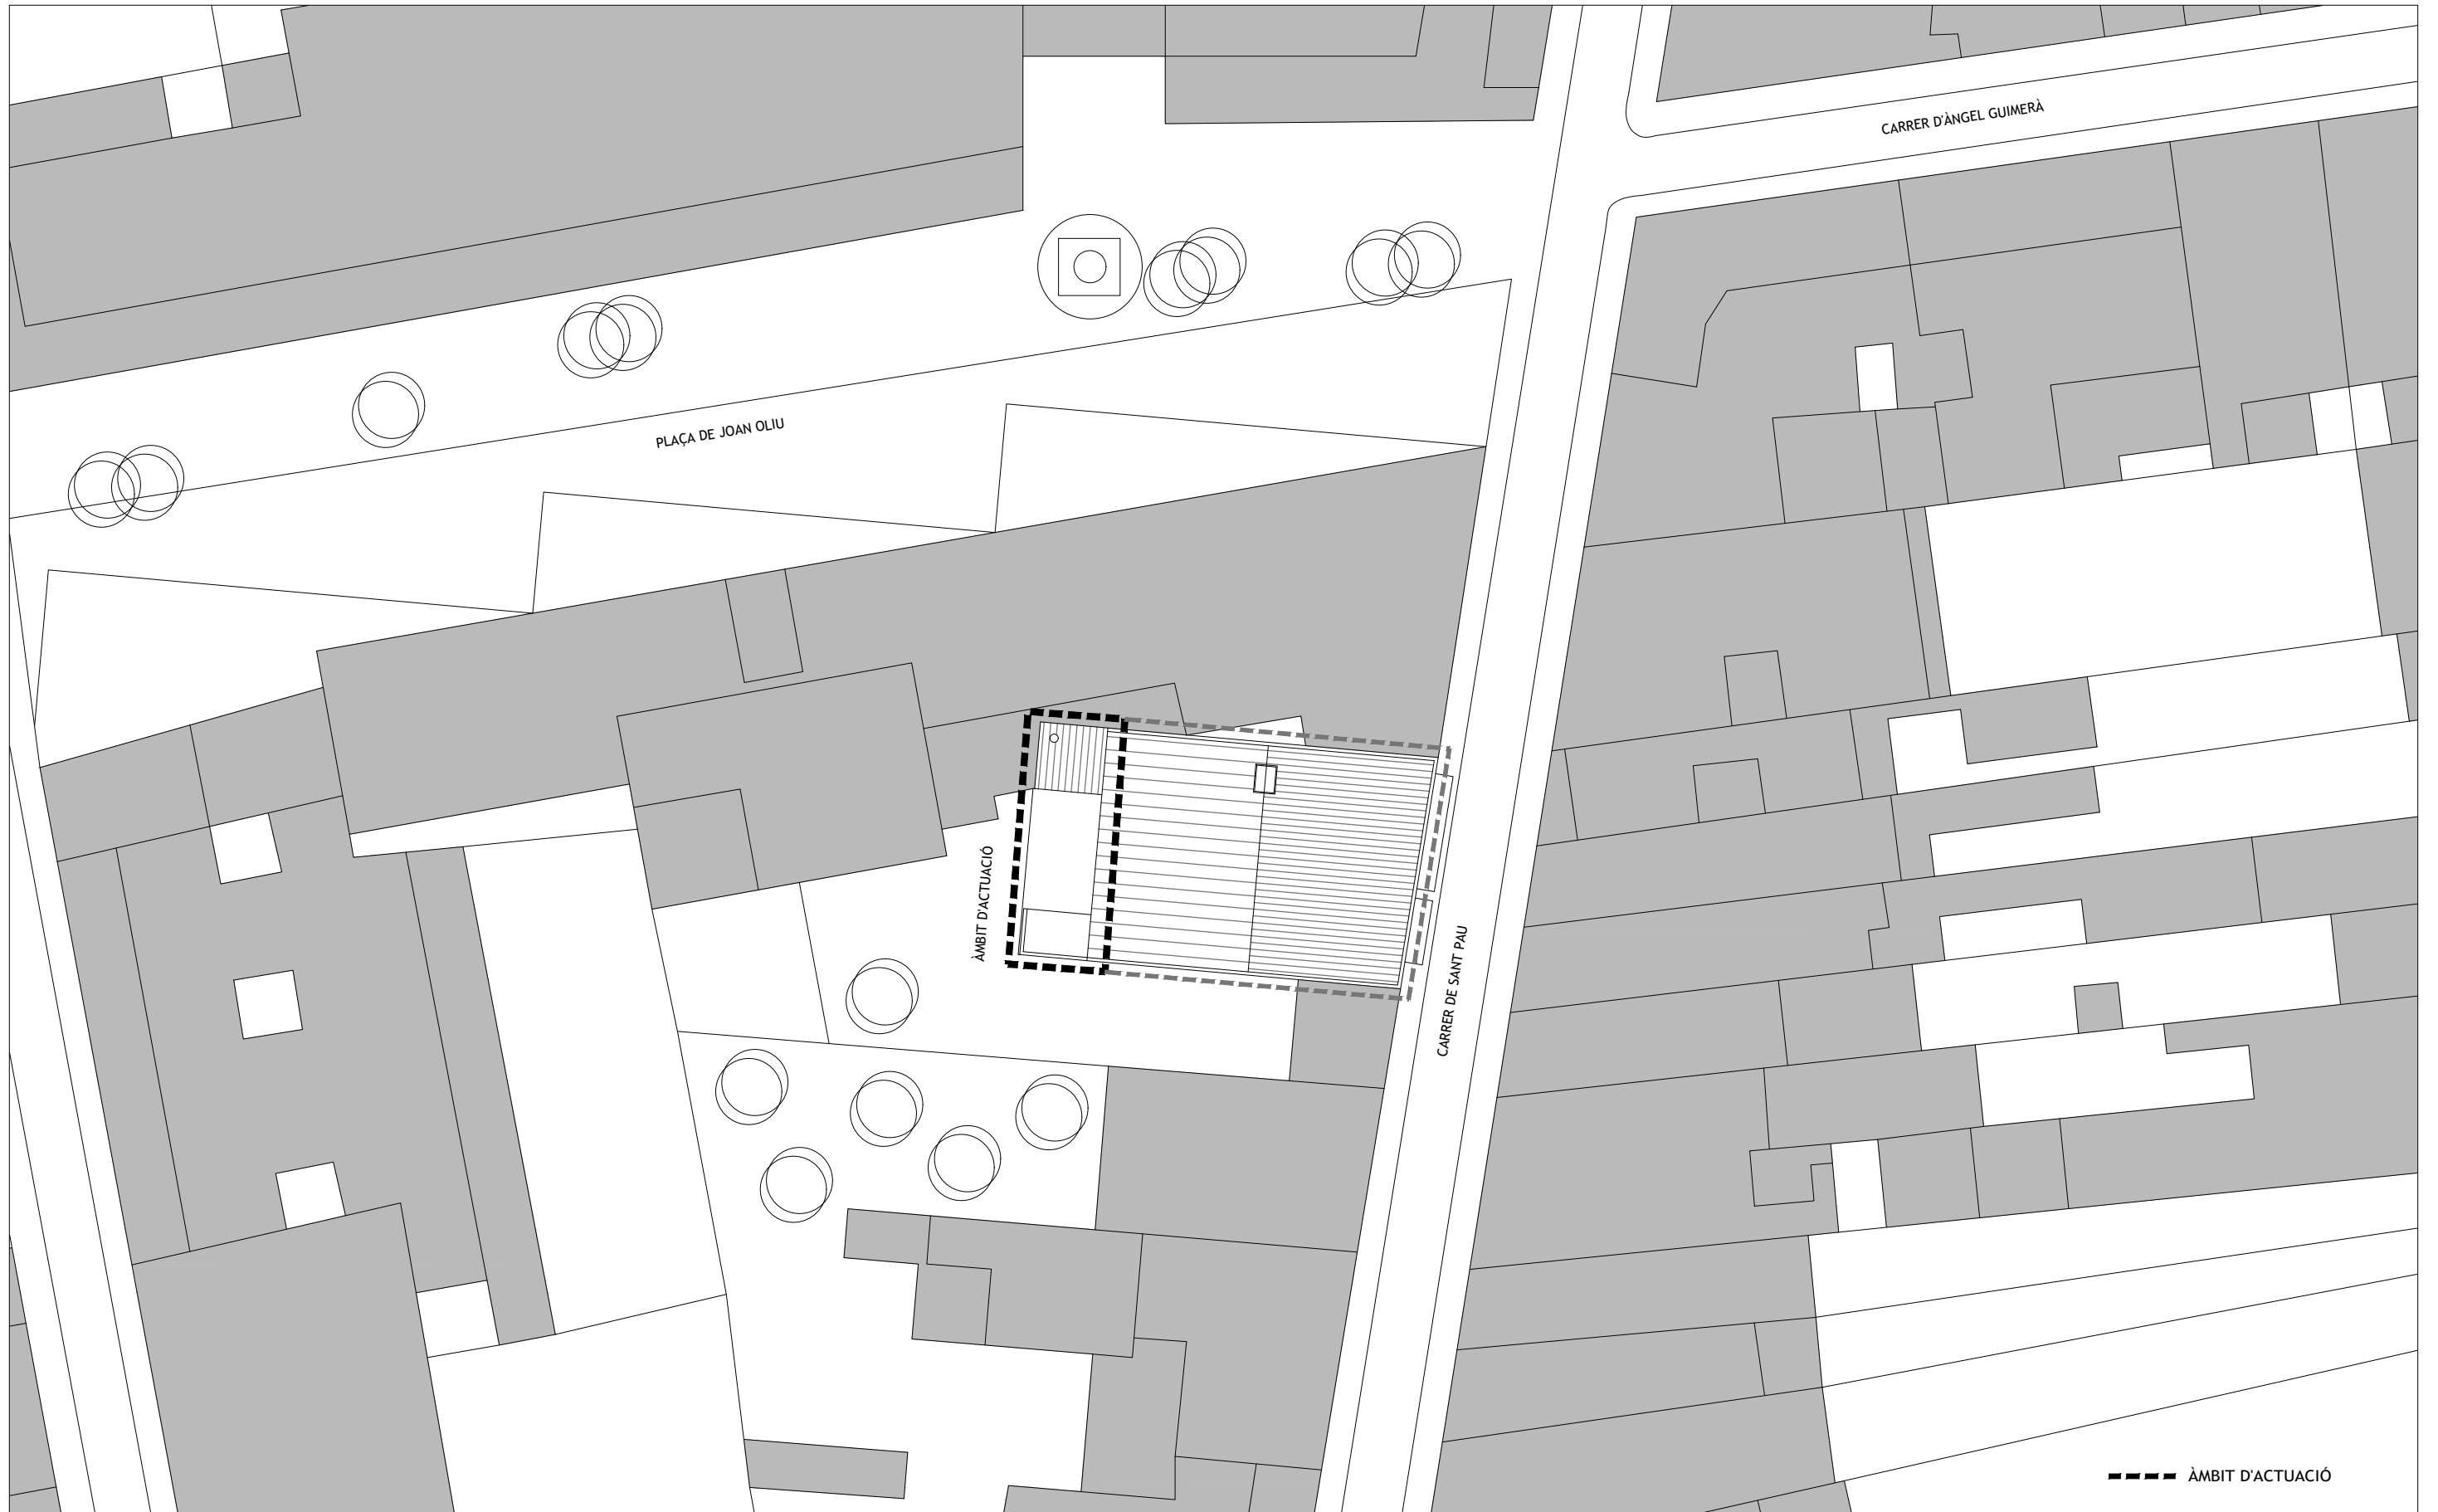 CARRER D'ÀNGEL GUIMERÀ
PLAÇA DE JOAN OLIU
ÀMBIT D'ACTUACIÓ
CARRER DE SANT PAU
ÀMBIT D'ACTUACIÓ